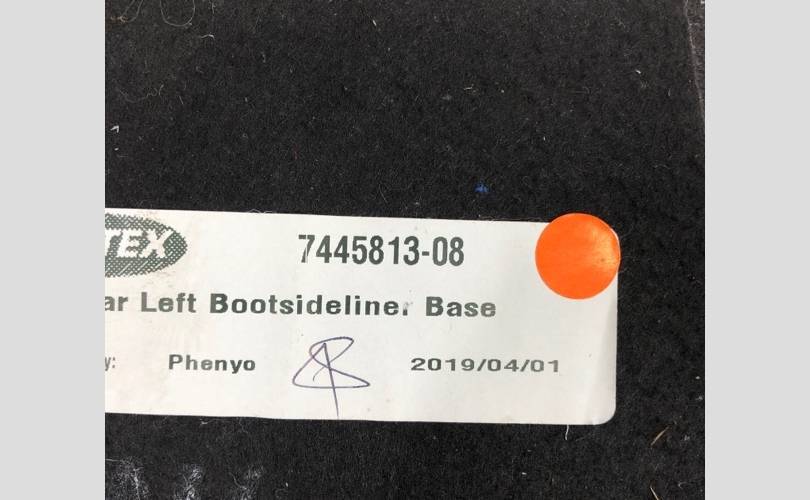 TEX
7445813-08
ar Left Bootsideliner Base
y: Phenyo 2019/04/01